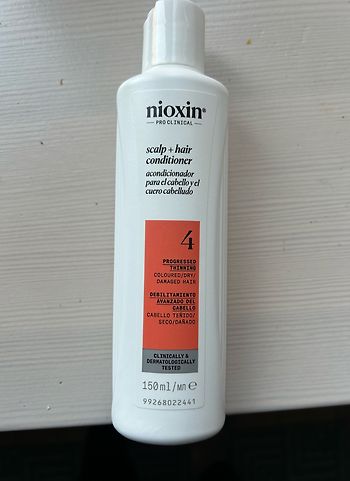 nioxin®
PRO CLINICAL
scalp + hair
conditioner
acondicionador
para el cabello y el
cuero cabelludo
4
PROGRESSED
THINNING
COLOURED/DRY/
DAMAGED HAIR
DEBILITAMIENTO
AVANZADO DEL
CABELLO
CABELLO TEÑIDO/
SECO/DAÑADO
CLINICALLY &
DERMATOLOGICALLY
TESTED
150ml/мл ℮
99268022441